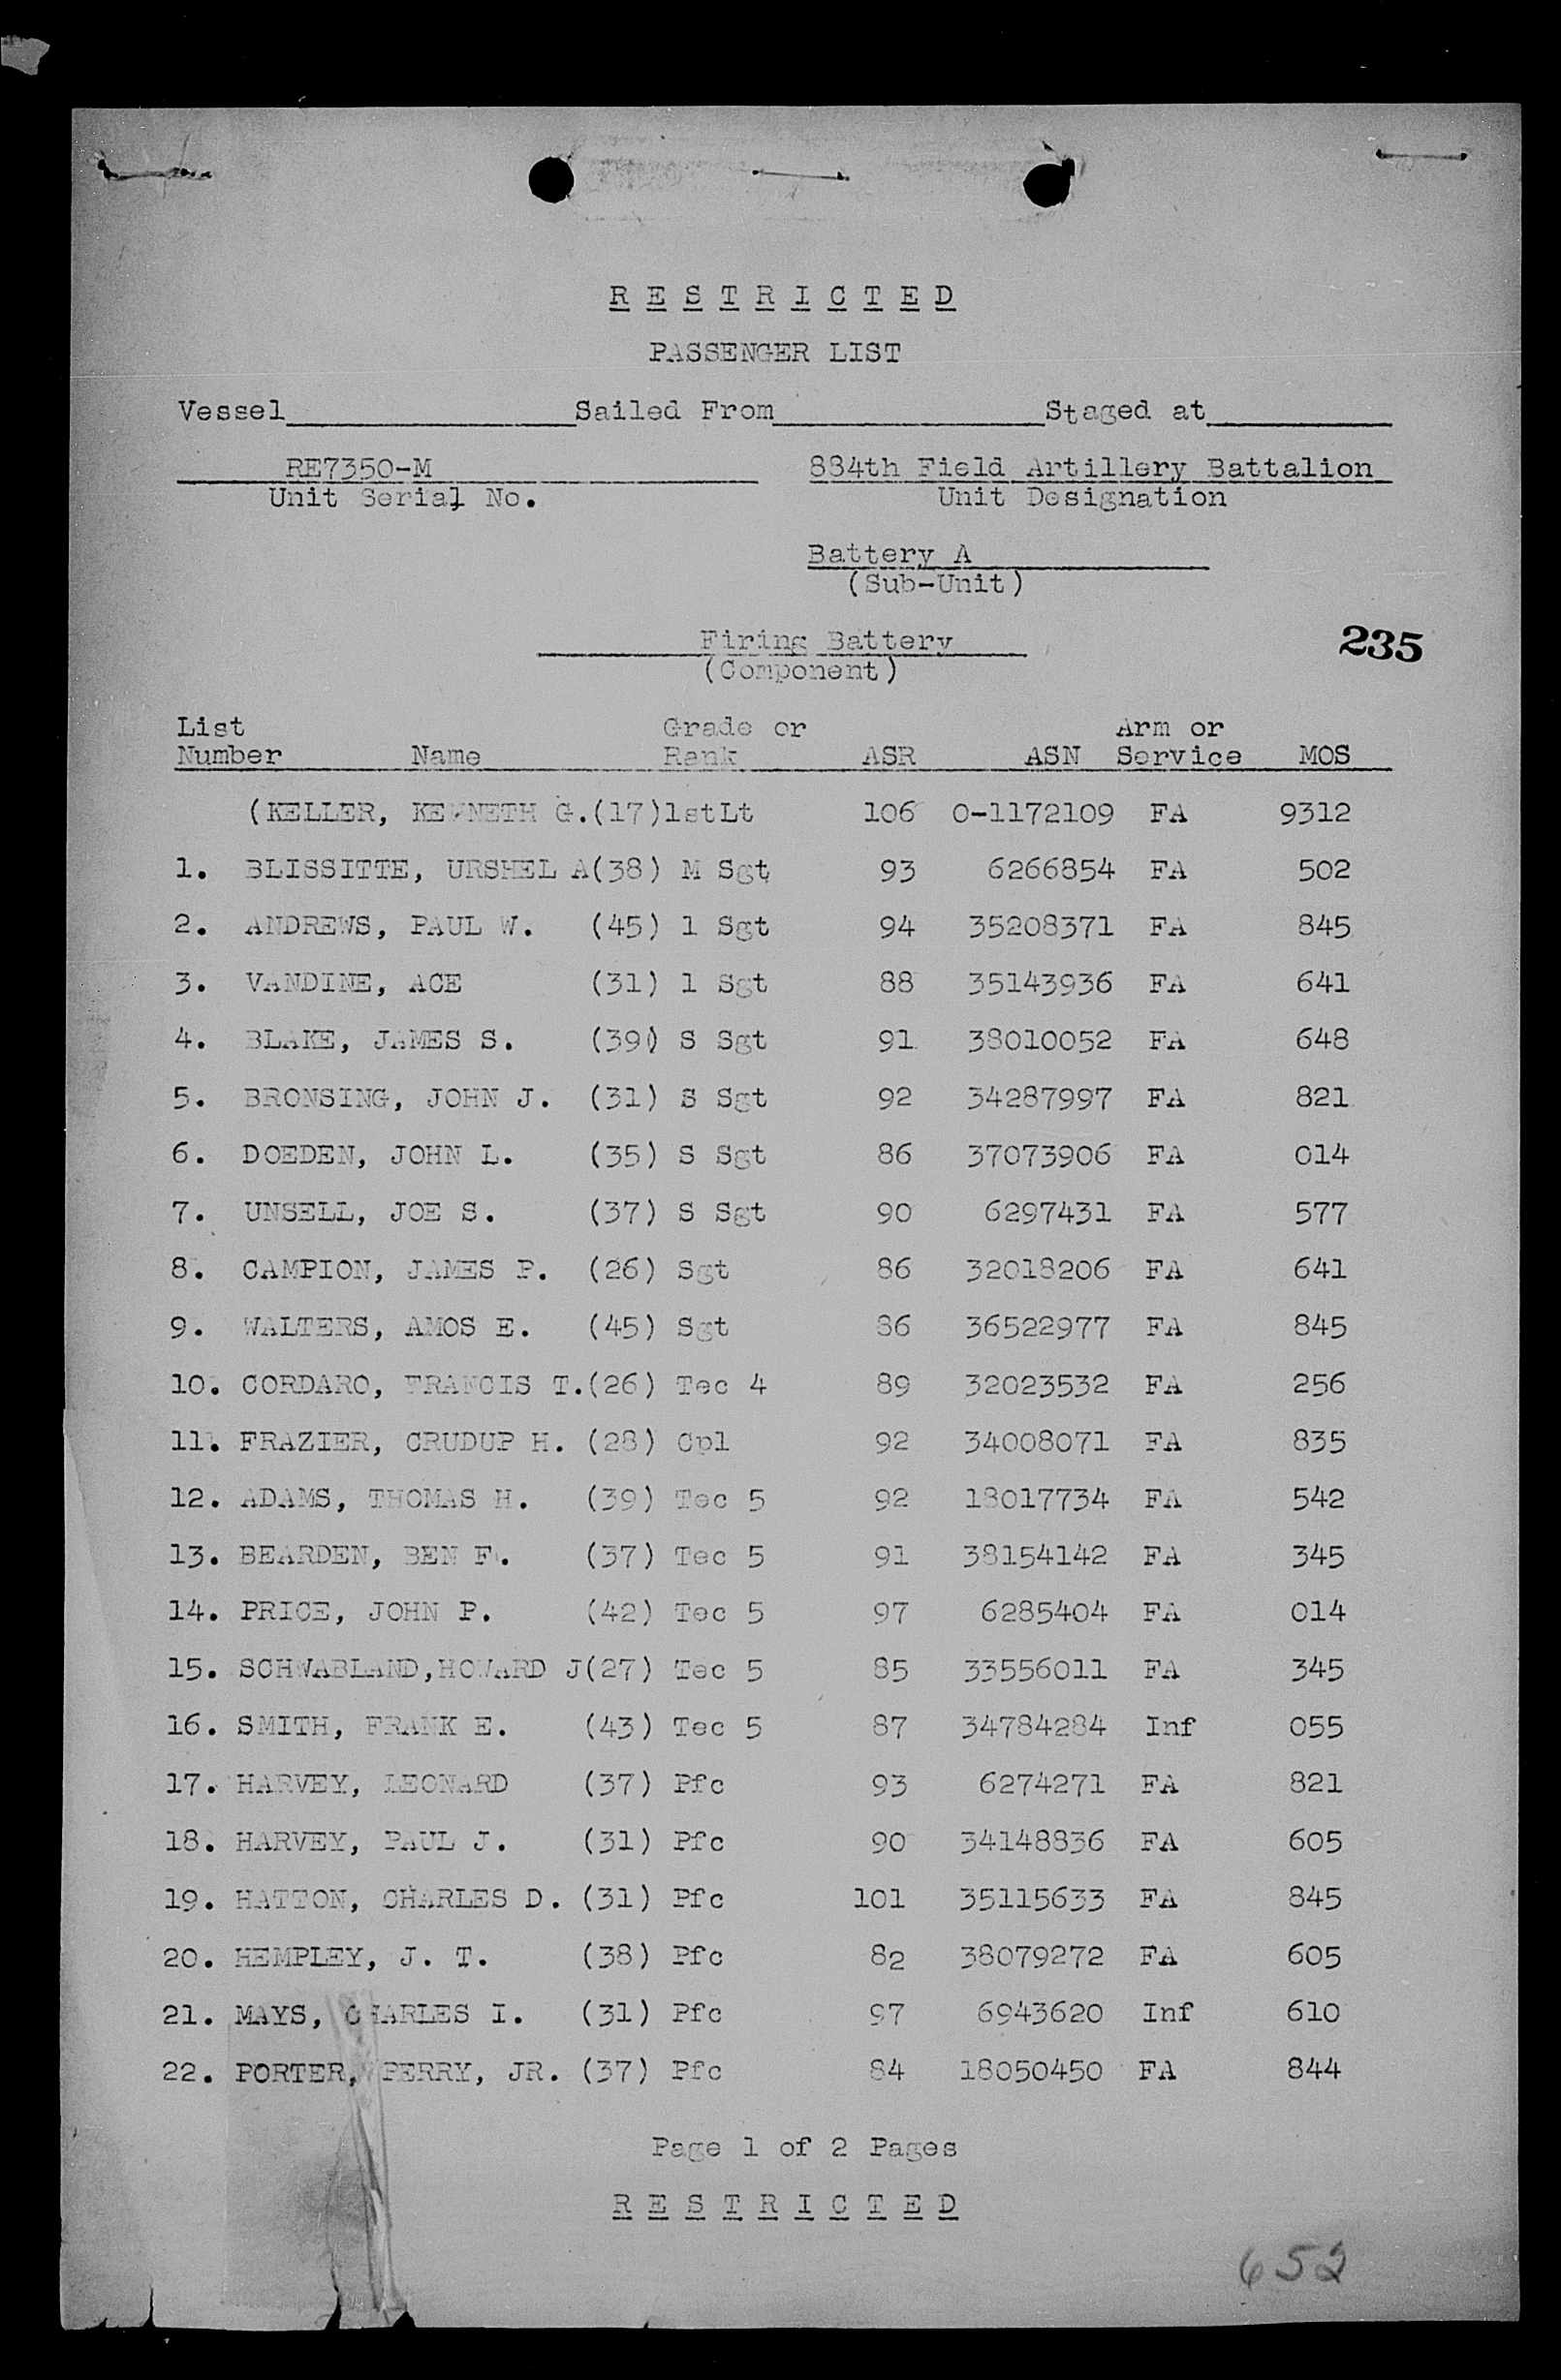 R E S T R I C T E D
PASSENGER LIST
Vessel Sailed From Staged at
RE7350-M 884th Field Artillery Battalion
Unit Serial No. Unit Designation
Battery A
(Sub-Unit)
Firing Battery
(Component)
235
List Grade or Arm or
Number Name Rank ASR ASN Service MOS
(KELLER, KENNETH G.(17)1stLt 106 O-1172109 FA 9312
1. BLISSITTE, URSHEL A(38) M Sgt 93 6266854 FA 502
2. ANDREWS, PAUL W. (45) 1 Sgt 94 35208371 FA 845
3. VANDINE, ACE (31) 1 Sgt 88 35143936 FA 641
4. BLAKE, JAMES S. (39) S Sgt 91 38010052 FA 648
5. BRONSING, JOHN J. (31) S Sgt 92 34287997 FA 821
6. DOEDEN, JOHN L. (35) S Sgt 86 37073906 FA 014
7. UNSELL, JOE S. (37) S Sgt 90 6297431 FA 577
8. CAMPION, JAMES P. (26) Sgt 86 32018206 FA 641
9. WALTERS, AMOS E. (45) Sgt 86 36522977 FA 845
10. CORDARO, FRANCIS T.(26) Tec 4 89 32023532 FA 256
11. FRAZIER, CRUDUP H. (28) Cpl 92 34008071 FA 835
12. ADAMS, THOMAS H. (39) Tec 5 92 18017734 FA 542
13. BEARDEN, BEN F. (37) Tec 5 91 38154142 FA 345
14. PRICE, JOHN P. (42) Tec 5 97 6285404 FA 014
15. SCHWABLAND,HOWARD J(27) Tec 5 85 33556011 FA 345
16. SMITH, FRANK E. (43) Tec 5 87 34784284 Inf 055
17. HARVEY, LEONARD (37) Pfc 93 6274271 FA 821
18. HARVEY, PAUL J. (31) Pfc 90 34148836 FA 605
19. HATTON, CHARLES D. (31) Pfc 101 35115633 FA 845
20. HEMPLEY, J. T. (38) Pfc 82 38079272 FA 605
21. MAYS, CHARLES I. (31) Pfc 97 6943620 Inf 610
22. PORTER, PERRY, JR. (37) Pfc 84 18050450 FA 844
Page 1 of 2 Pages
R E S T R I C T E D
652